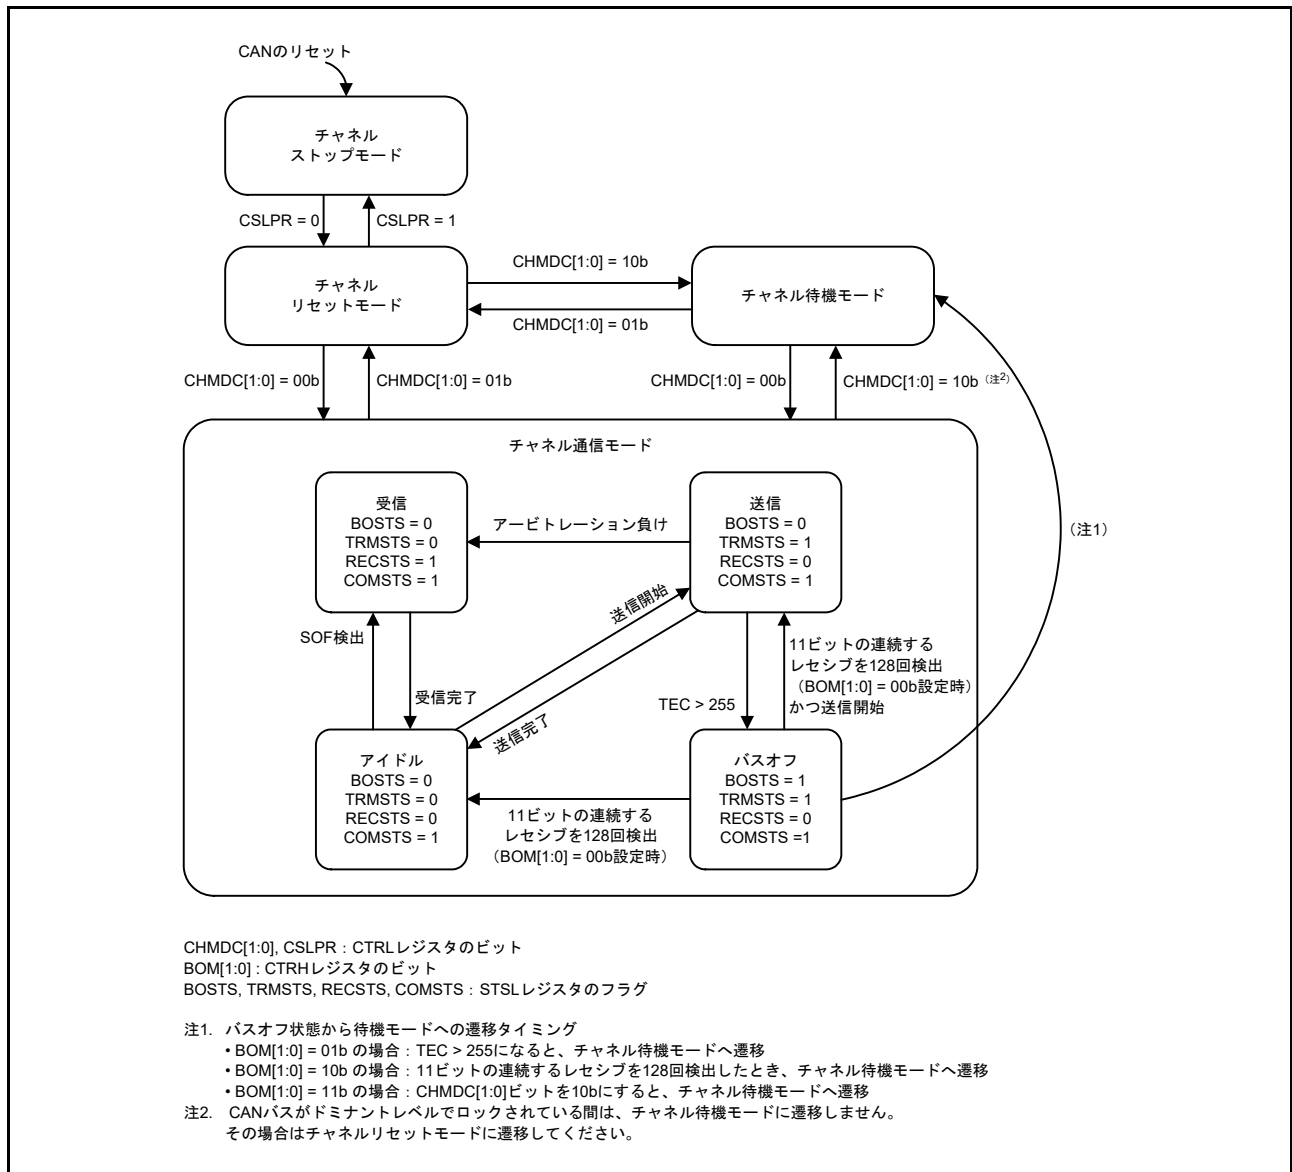 CANのリセット
チャネル
ストップモード
CSLPR = 0
CSLPR = 1
チャネル
リセットモード
CHMDC[1:0] = 10b
CHMDC[1:0] = 01b
チャネル待機モード
CHMDC[1:0] = 00b
CHMDC[1:0] = 01b
CHMDC[1:0] = 00b
CHMDC[1:0] = 10b（注2）
チャネル通信モード
受信
BOSTS = 0
TRMSTS = 0
RECSTS = 1
COMSTS = 1
アービトレーション負け
送信
BOSTS = 0
TRMSTS = 1
RECSTS = 0
COMSTS = 1
（注1）
SOF検出
受信完了
送信開始
送信完了
TEC > 255
11ビットの連続する
レセシブを128回検出
（BOM[1:0] = 00b設定時）
かつ送信開始
アイドル
BOSTS = 0
TRMSTS = 0
RECSTS = 0
COMSTS = 1
11ビットの連続する
レセシブを128回検出
（BOM[1:0] = 00b設定時）
バスオフ
BOSTS = 1
TRMSTS = 1
RECSTS = 0
COMSTS =1
CHMDC[1:0], CSLPR：CTRLレジスタのビット
BOM[1:0] : CTRHレジスタのビット
BOSTS, TRMSTS, RECSTS, COMSTS：STSLレジスタのフラグ
注1. バスオフ状態から待機モードへの遷移タイミング
• BOM[1:0] = 01b の場合：TEC > 255になると、チャネル待機モードへ遷移
• BOM[1:0] = 10b の場合：11ビットの連続するレセシブを128回検出したとき、チャネル待機モードへ遷移
• BOM[1:0] = 11b の場合：CHMDC[1:0]ビットを10bにすると、チャネル待機モードへ遷移
注2. CANバスがドミナントレベルでロックされている間は、チャネル待機モードに遷移しません。
その場合はチャネルリセットモードに遷移してください。